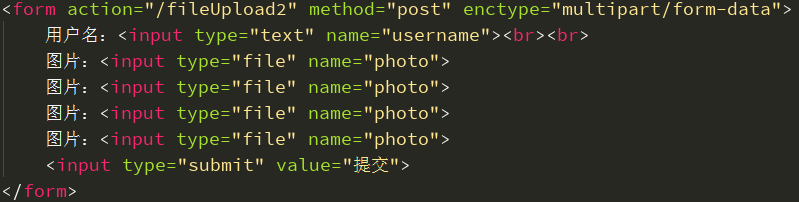 <form action="/fileUpload2" method="post" enctype="multipart/form-data">
用户名：<input type="text" name="username"><br><br>
图片：<input type="file" name="photo">
图片：<input type="file" name="photo">
图片：<input type="file" name="photo">
图片：<input type="file" name="photo">
<input type="submit" value="提交">
</form>